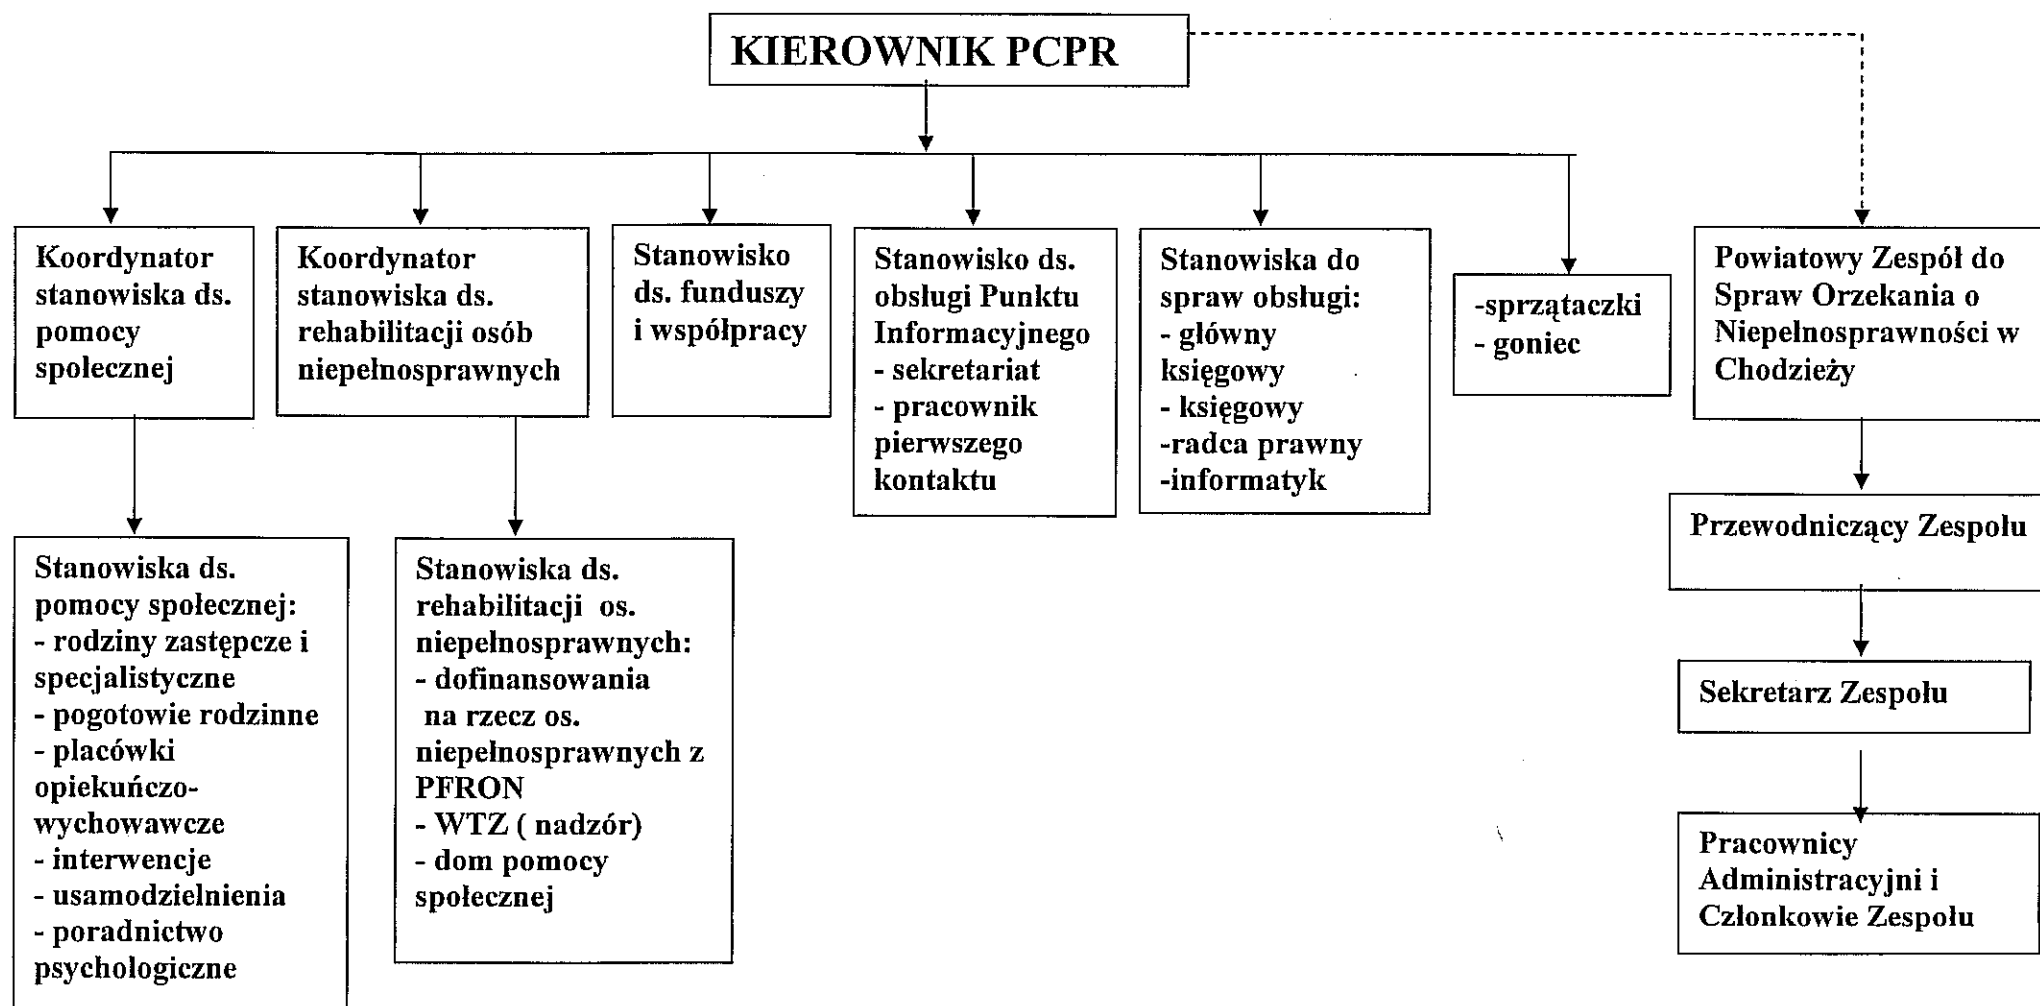 KIEROWNIK PCPR
Koordynator
stanowiska ds.
pomocy
społecznej
Koordynator
stanowiska ds.
rehabilitacji osób
niepełnosprawnych
Stanowisko
ds. funduszy
i współpracy
Stanowisko ds.
obsługi Punktu
Informacyjnego
- sekretariat
- pracownik
pierwszego
kontaktu
Stanowiska do
spraw obsługi:
- główny
księgowy
- księgowy
-radca prawny
-informatyk
-sprzątaczki
- goniec
Powiatowy Zespół do
Spraw Orzekania o
Niepełnosprawności w
Chodzieży
Przewodniczący Zespołu
Sekretarz Zespołu
Pracownicy
Administracyjni i
Członkowie Zespołu
Stanowiska ds.
pomocy społecznej:
- rodziny zastępcze i
specjalistyczne
- pogotowie rodzinne
- placówki
opiekuńczo-
wychowawcze
- interwencje
- usamodzielnienia
- poradnictwo
psychologiczne
Stanowiska ds.
rehabilitacji os.
niepełnosprawnych:
- dofinansowania
na rzecz os.
niepełnosprawnych z
PFRON
- WTZ ( nadzór)
- dom pomocy
społecznej